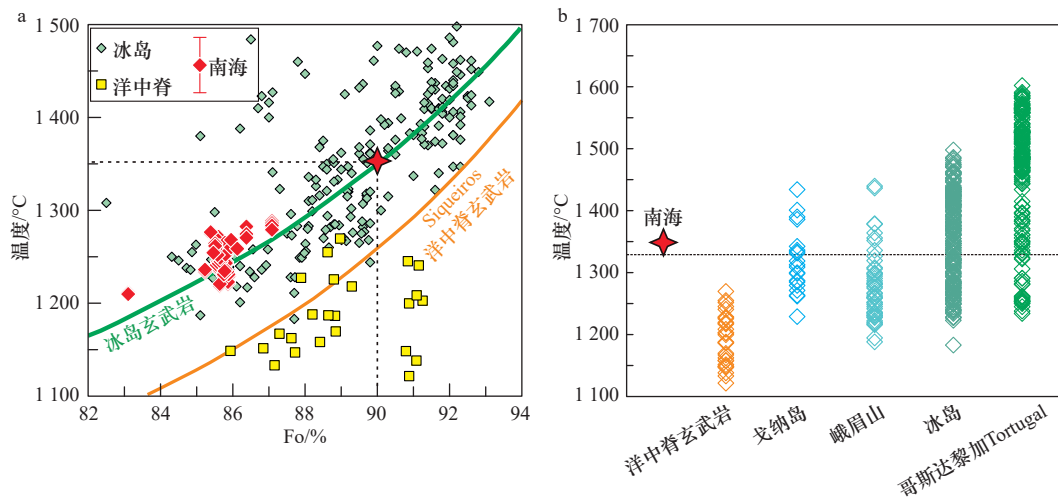 a
1 500
1 400
1 300
1 200
1 100
温度/°C
冰岛
洋中脊
南海
冰岛玄武岩
Siqueiros
洋中脊玄武岩
82
84
86
88
90
92
94
Fo/%
b
1 700
1 600
1 500
1 400
1 300
1 200
1 100
温度/°C
南海
洋中脊玄武岩
戈纳岛
峨眉山
冰岛
哥斯达黎加Tortugal